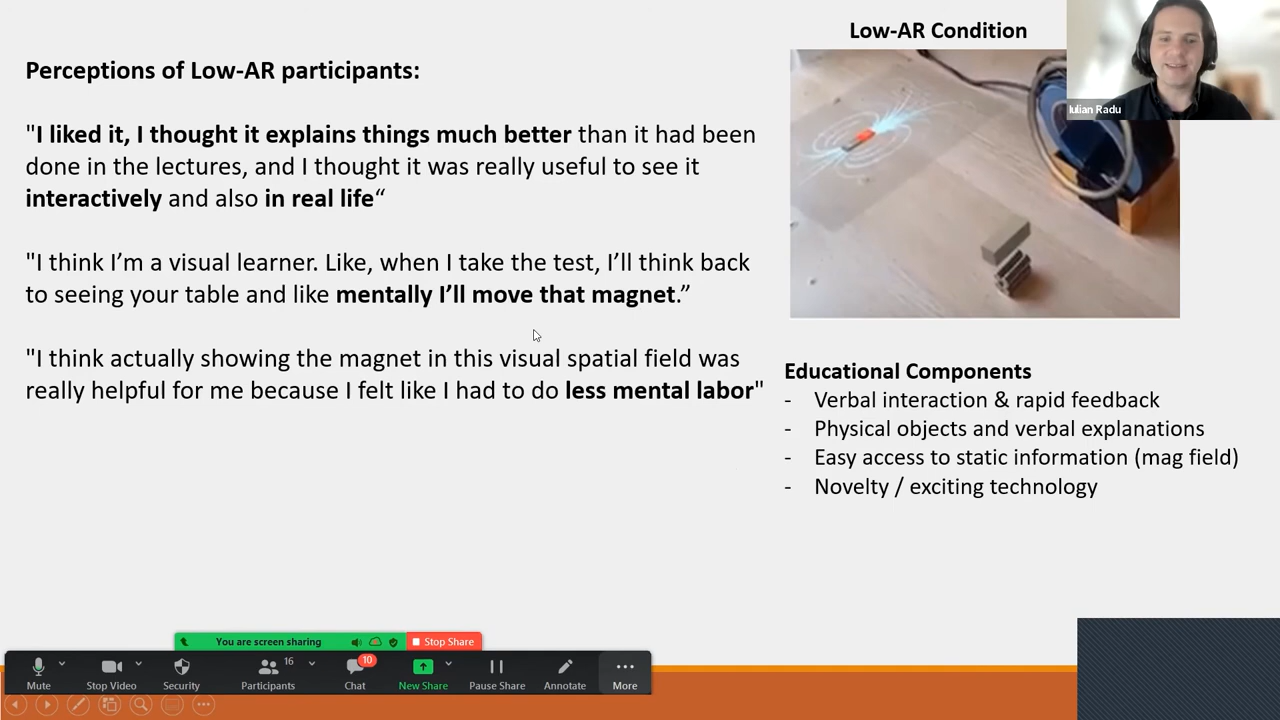 Low-AR Condition
Iulian Radu
Perceptions of Low-AR participants:
"I liked it, I thought it explains things much better than it had been
done in the lectures, and I thought it was really useful to see it
interactively and also in real life“
"I think I’m a visual learner. Like, when I take the test, I’ll think back
to seeing your table and like mentally I’ll move that magnet.”
"I think actually showing the magnet in this visual spatial field was
really helpful for me because I felt like I had to do less mental labor"
Educational Components
- Verbal interaction & rapid feedback
- Physical objects and verbal explanations
- Easy access to static information (mag field)
- Novelty / exciting technology
You are screen sharing
Stop Share
Mute
Stop Video
Security
Participants 16
Chat 10
New Share
Pause Share
Annotate
More